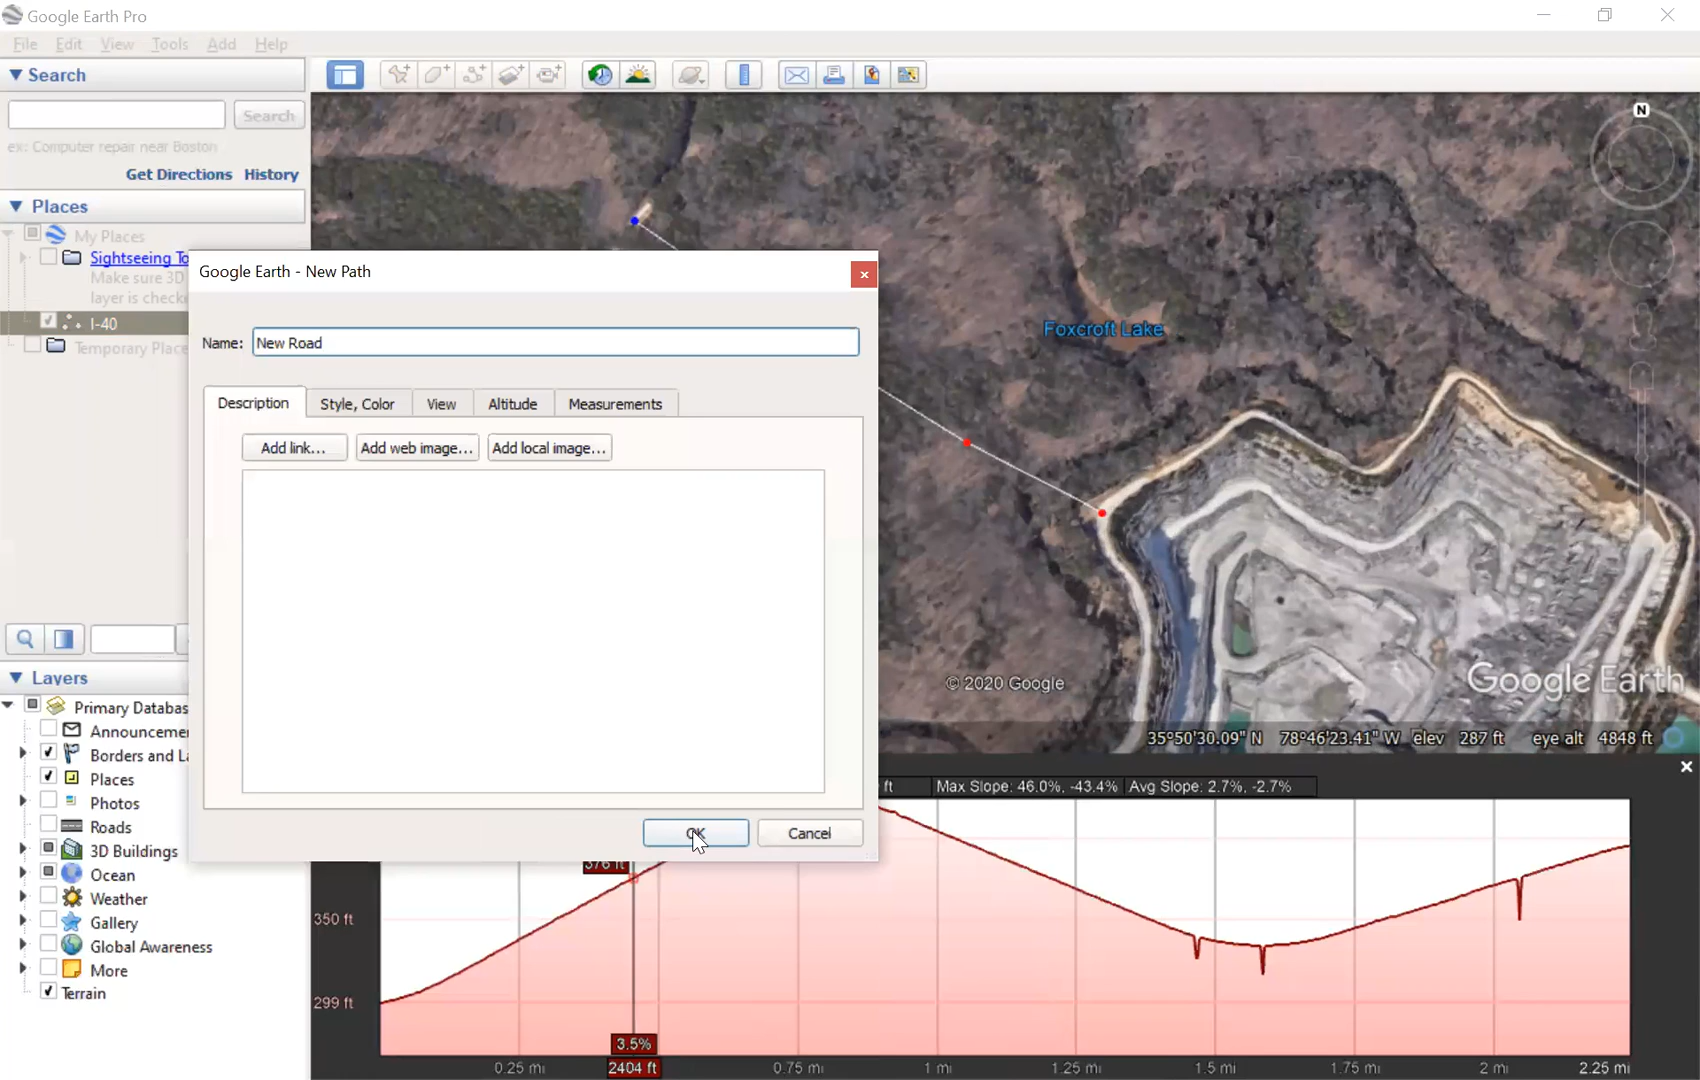 Google Earth Pro
File Edit View Tools Add Help
Search
Search
ex: Computer repair near Boston
Get Directions History
Places
My Places
Sightseeing To
Make sure 3D
layer is check
I-40
Temporary Place
Google Earth - New Path
Name: New Road
Description Style, Color View Altitude Measurements
Add link... Add web image... Add local image...
OK Cancel
N
Foxcroft Lake
© 2020 Google
Google Earth
35°50'30.09" N 78°46'23.41" W elev 287 ft eye alt 4848 ft
Layers
Primary Databas
Announceme
Borders and La
Places
Photos
Roads
3D Buildings
Ocean
Weather
Gallery
Global Awareness
More
Terrain
ft Max Slope: 46.0%, -43.4% Avg Slope: 2.7%, -2.7%
376 ft
350 ft
299 ft
3.5%
0.25 mi 2404 ft 0.75 mi 1 mi 1.25 mi 1.5 mi 1.75 mi 2 mi 2.25 mi